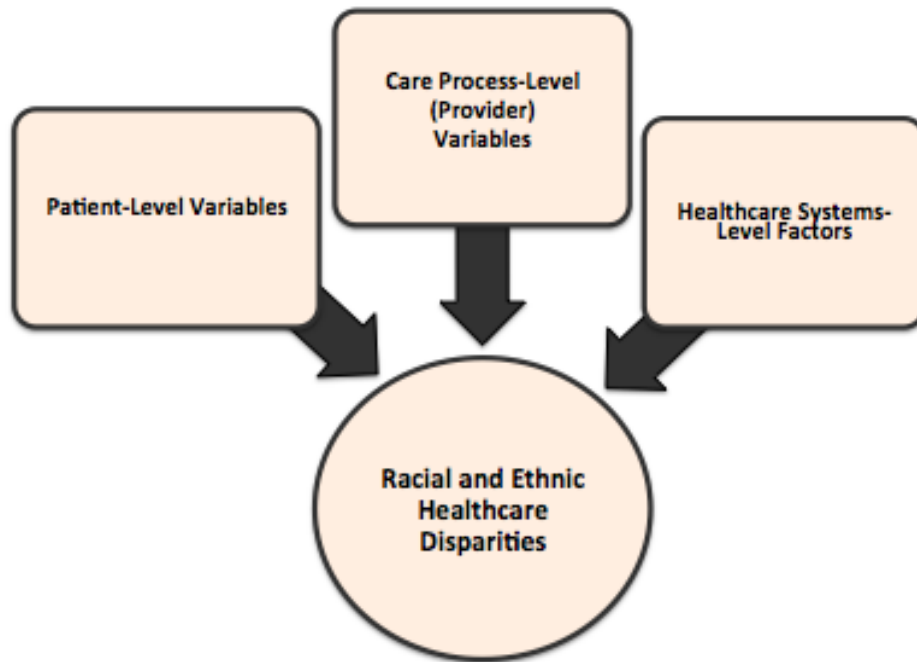 Care Process-Level
(Provider)
Variables
Patient-Level Variables
Healthcare Systems-
Level Factors
Racial and Ethnic
Healthcare
Disparities